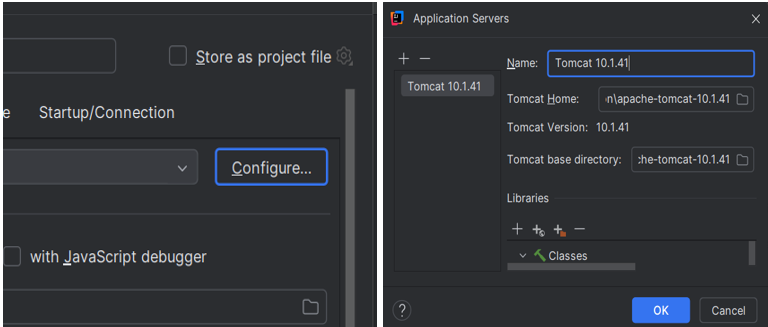 Store as project file
e
Startup/Connection
Configure...
with JavaScript debugger
Application Servers
Tomcat 10.1.41
Name:
Tomcat 10.1.41
Tomcat Home:
n\apache-tomcat-10.1.41
Tomcat Version: 10.1.41
Tomcat base directory:
:he-tomcat-10.1.41
Libraries
Classes
?
OK
Cancel